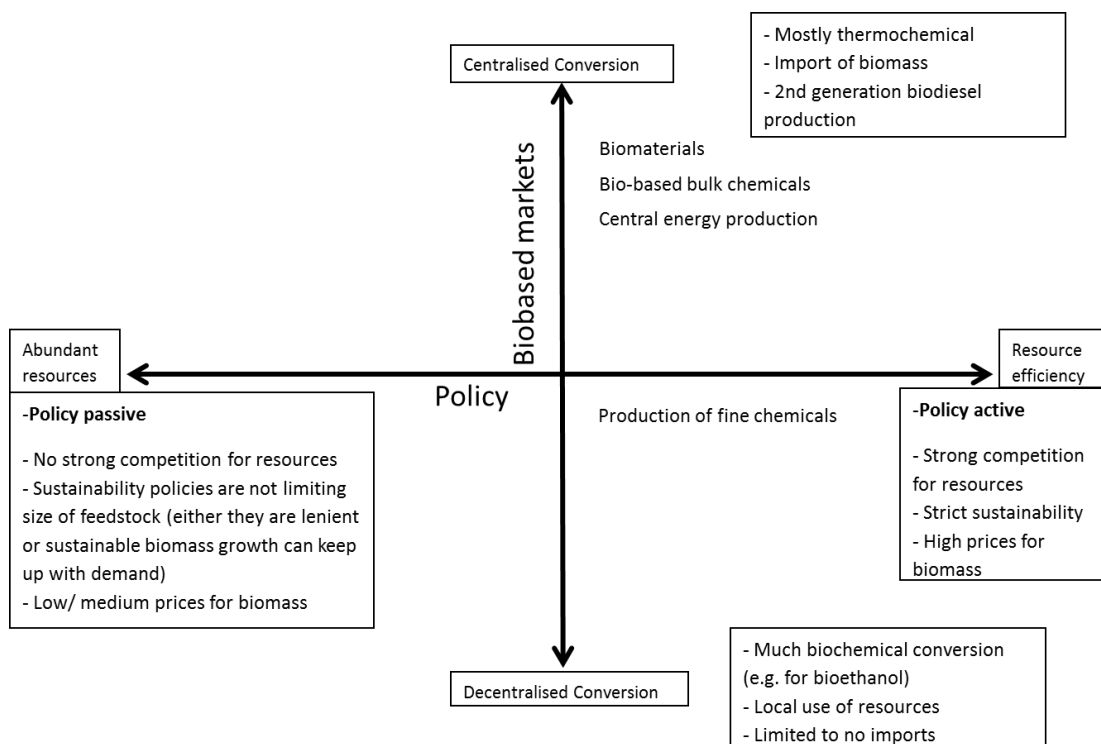 Centralised Conversion
- Mostly thermochemical
- Import of biomass
- 2nd generation biodiesel
production
Biobased markets
Biomaterials
Bio-based bulk chemicals
Central energy production
Abundant
resources
Resource
efficiency
Policy
-Policy passive
- No strong competition for resources
- Sustainability policies are not limiting
size of feedstock (either they are lenient
or sustainable biomass growth can keep
up with demand)
- Low/ medium prices for biomass
Production of fine chemicals
-Policy active
- Strong competition
for resources
- Strict sustainability
- High prices for
biomass
Decentralised Conversion
- Much biochemical conversion
(e.g. for bioethanol)
- Local use of resources
- Limited to no imports